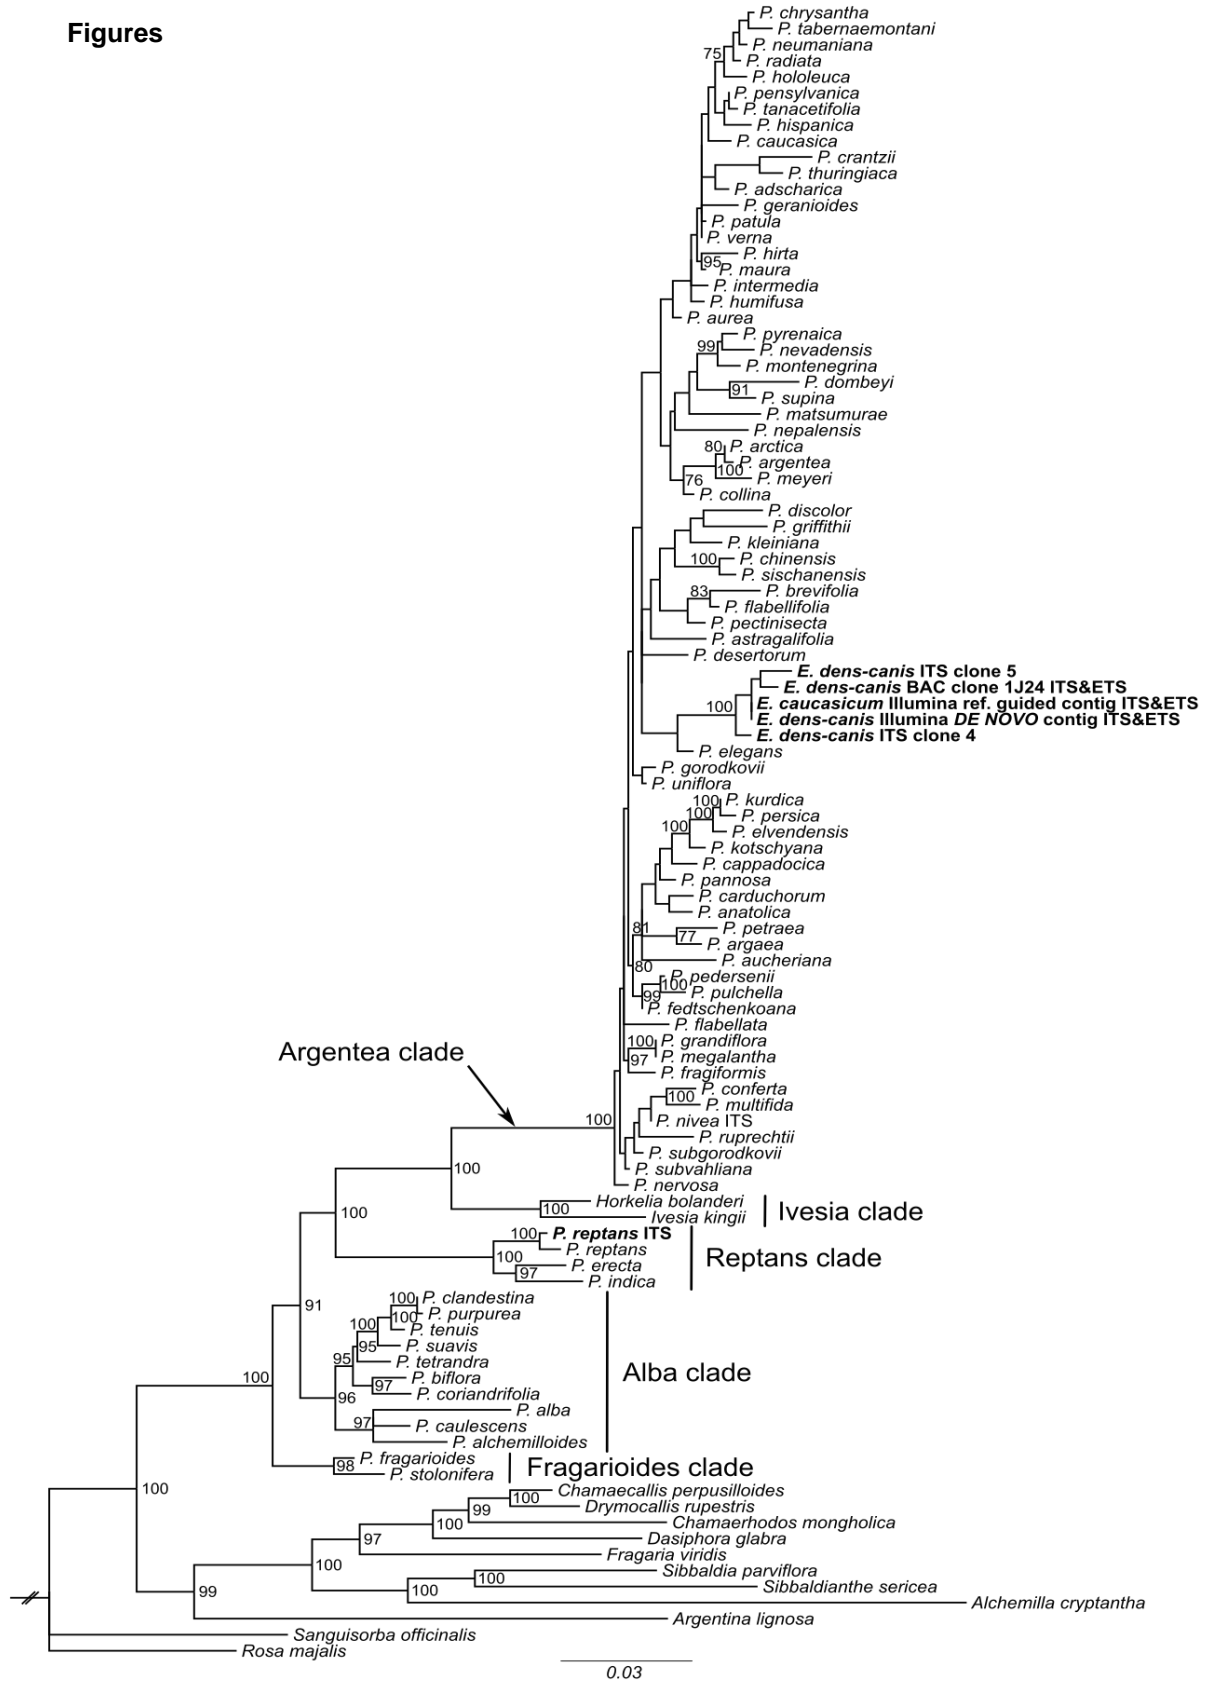 Figures
P. chrysantha
P. tabernaemontani
P. neumaniana
75
P. radiata
P. hololeuca
P. pensylvanica
P. tanacetifolia
P. hispanica
P. caucasica
P. crantzii
P. thuringiaca
P. adscharica
P. geranioides
P. patula
P. verna
P. hirta
95
P. maura
P. intermedia
P. humifusa
P. aurea
P. pyrenaica
99
P. nevadensis
P. montenegrina
P. dombeyi
91
P. supina
P. matsumurae
P. nepalensis
80
P. arctica
P. argentea
100
P. meyeri
76
P. collina
P. discolor
P. griffithii
P. kleiniana
100
P. chinensis
P. sischanensis
83
P. brevifolia
P. flabellifolia
P. pectinisecta
P. astragalifolia
P. desertorum
E. dens-canis ITS clone 5
E. dens-canis BAC clone 1J24 ITS&ETS
100
E. caucasicum Illumina ref. guided contig ITS&ETS
E. dens-canis Illumina DE NOVO contig ITS&ETS
E. dens-canis ITS clone 4
P. elegans
P. gorodkovii
P. uniflora
100
P. kurdica
100
P. persica
100
P. elvendensis
P. kotschyana
P. cappadocica
P. pannosa
P. carduchorum
P. anatolica
81
P. petraea
77
P. argaea
P. aucheriana
80
P. pedersenii
100
P. pulchella
99
P. fedtschenkoana
P. flabellata
100
P. grandiflora
97
P. megalantha
P. fragiformis
Argentea clade
P. conferta
100
P. multifida
100
P. nivea ITS
P. ruprechtii
P. subgorodkovii
100
P. subvahliana
P. nervosa
Horkelia bolanderi
100
Ivesia kingii
Ivesia clade
100
100
P. reptans ITS
P. reptans
100
P. erecta
97
P. indica
Reptans clade
91
100
P. clandestina
100
P. purpurea
100
P. tenuis
95
P. suavis
95
P. tetrandra
P. biflora
97
96
P. coriandrifolia
P. alba
97
P. caulescens
P. alchemilloides
Alba clade
100
P. fragarioides
98
P. stolonifera
Fragarioides clade
100
Chamaecallis perpusilloides
100
Drymocallis rupestris
99
Chamaerhodos mongholica
100
Dasiphora glabra
97
Fragaria viridis
100
Sibbaldia parviflora
100
Sibbaldianthe sericea
100
Alchemilla cryptantha
99
Argentina lignosa
Sanguisorba officinalis
Rosa majalis
0.03